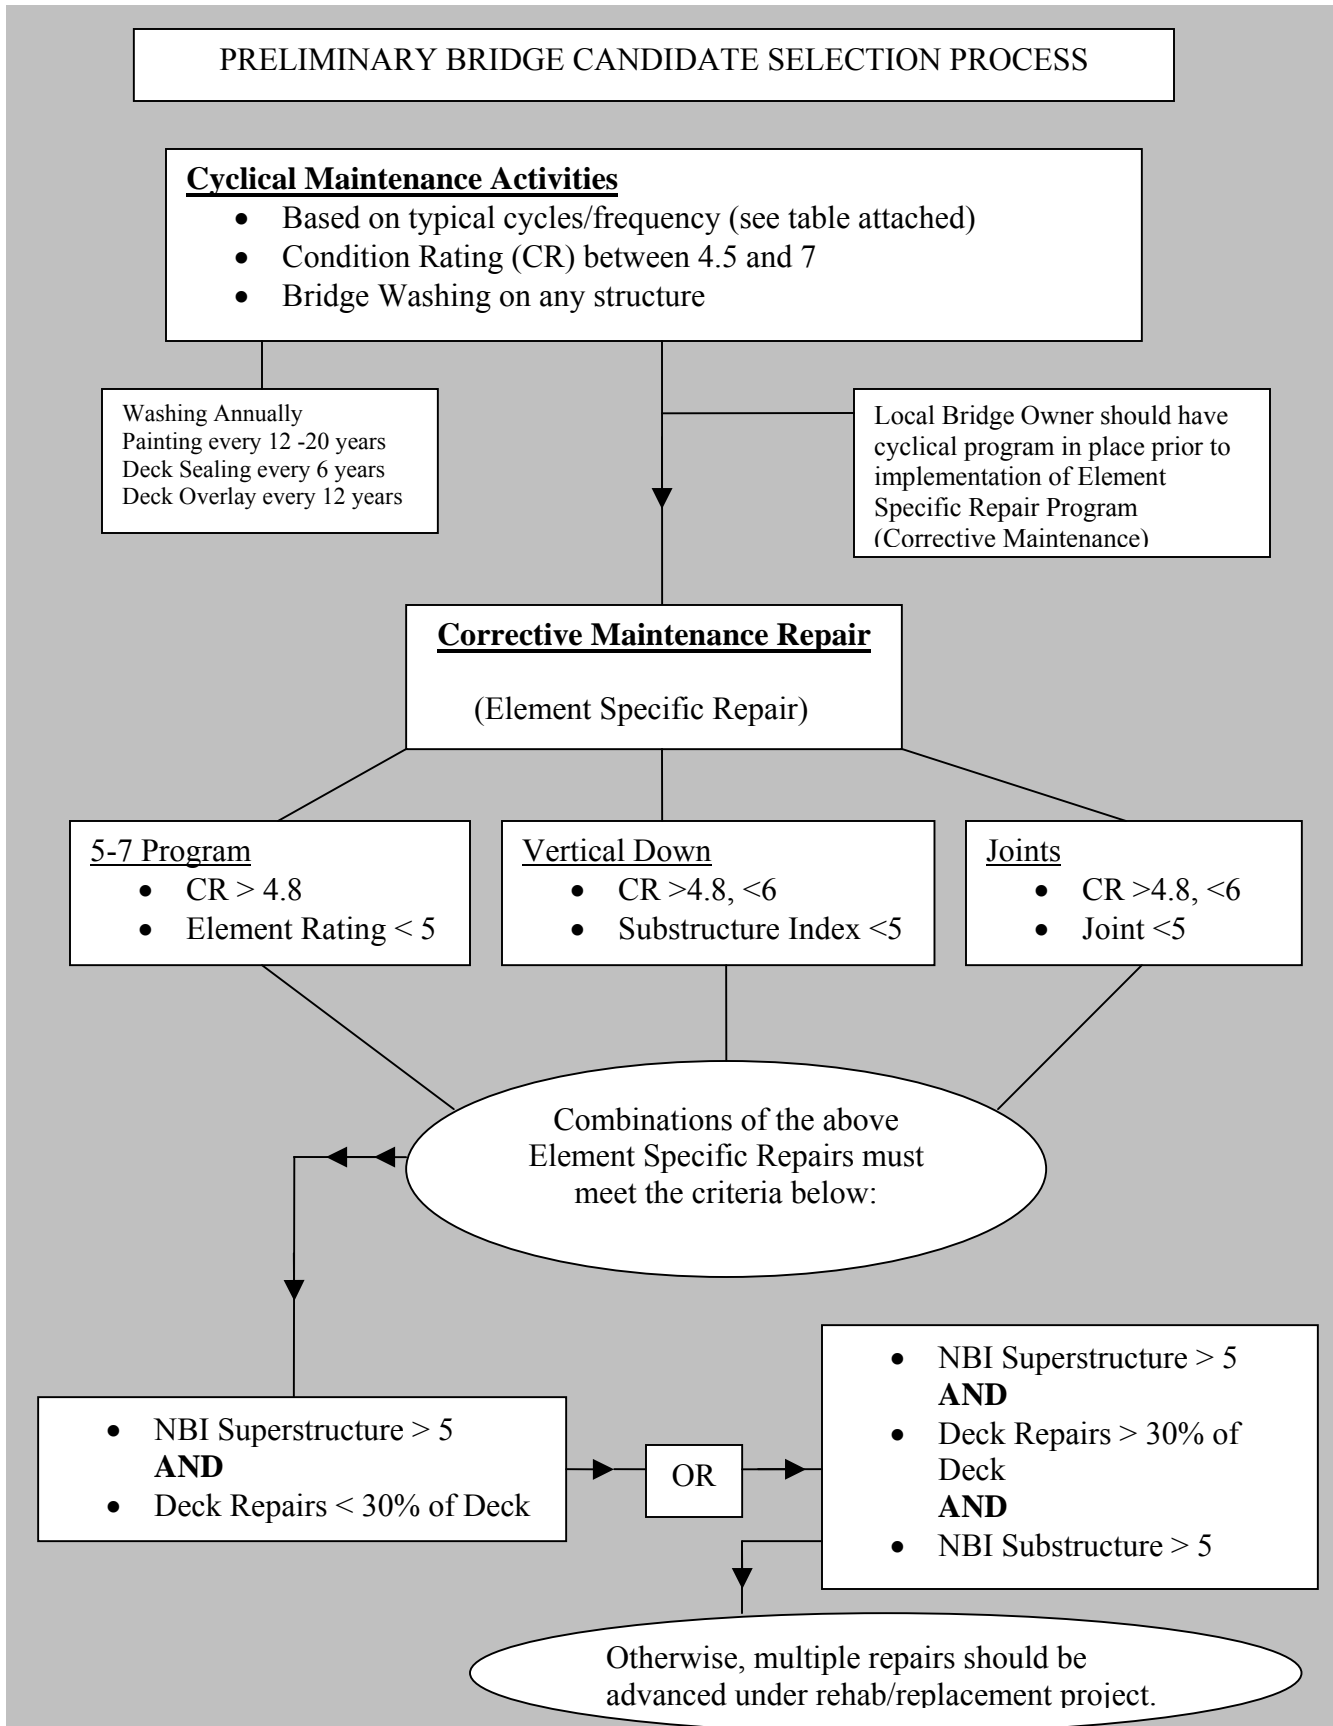 PRELIMINARY BRIDGE CANDIDATE SELECTION PROCESS
Cyclical Maintenance Activities
• Based on typical cycles/frequency (see table attached)
• Condition Rating (CR) between 4.5 and 7
• Bridge Washing on any structure
Washing Annually
Painting every 12 -20 years
Deck Sealing every 6 years
Deck Overlay every 12 years
Local Bridge Owner should have
cyclical program in place prior to
implementation of Element
Specific Repair Program
(Corrective Maintenance)
Corrective Maintenance Repair
(Element Specific Repair)
5-7 Program
• CR > 4.8
• Element Rating < 5
Vertical Down
• CR >4.8, <6
• Substructure Index <5
Joints
• CR >4.8, <6
• Joint <5
Combinations of the above
Element Specific Repairs must
meet the criteria below:
• NBI Superstructure > 5
AND
• Deck Repairs < 30% of Deck
OR
• NBI Superstructure > 5
AND
• Deck Repairs > 30% of
Deck
AND
• NBI Substructure > 5
Otherwise, multiple repairs should be
advanced under rehab/replacement project.